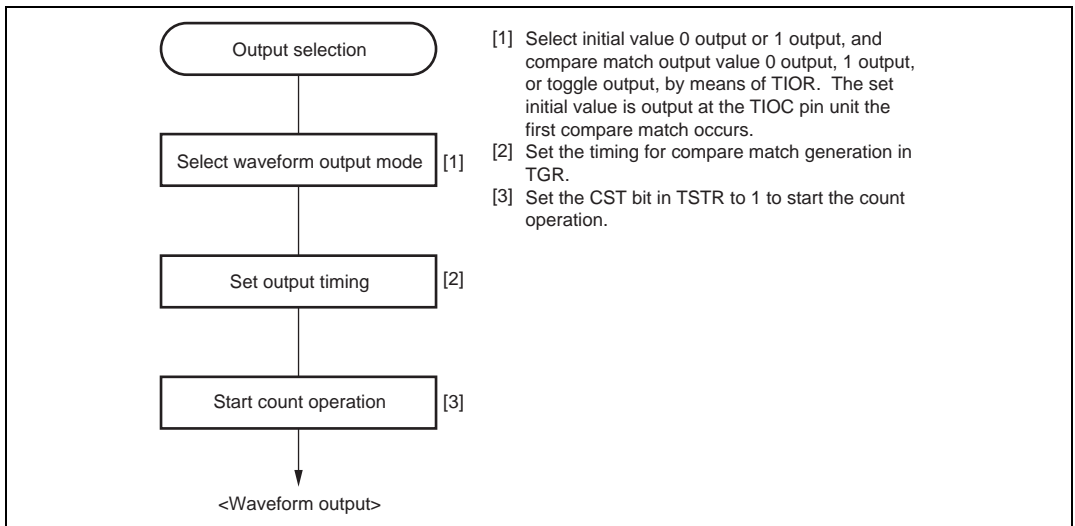 Output selection
Select waveform output mode
[1]
Set output timing
[2]
Start count operation
[3]
<Waveform output>
[1] Select initial value 0 output or 1 output, and
compare match output value 0 output, 1 output,
or toggle output, by means of TIOR. The set
initial value is output at the TIOC pin unit the
first compare match occurs.
[2] Set the timing for compare match generation in
TGR.
[3] Set the CST bit in TSTR to 1 to start the count
operation.